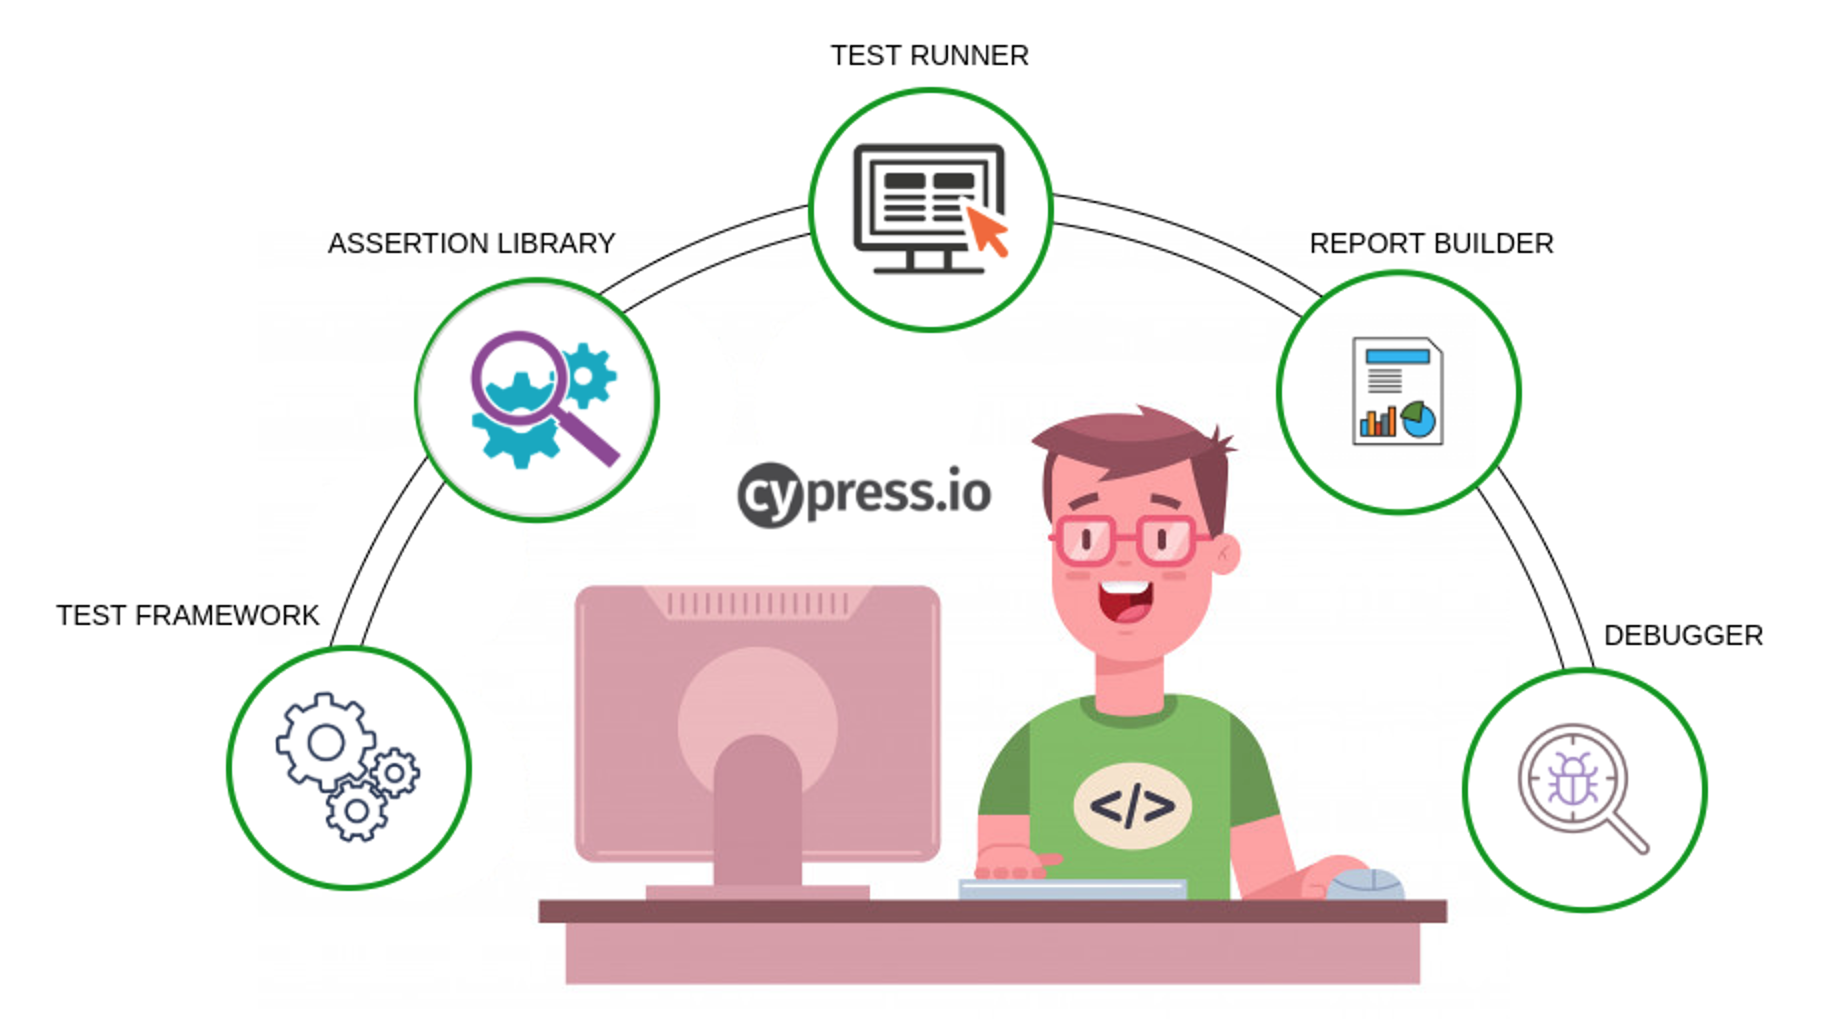 TEST RUNNER
ASSERTION LIBRARY
REPORT BUILDER
cypress.io
TEST FRAMEWORK
DEBUGGER
</>